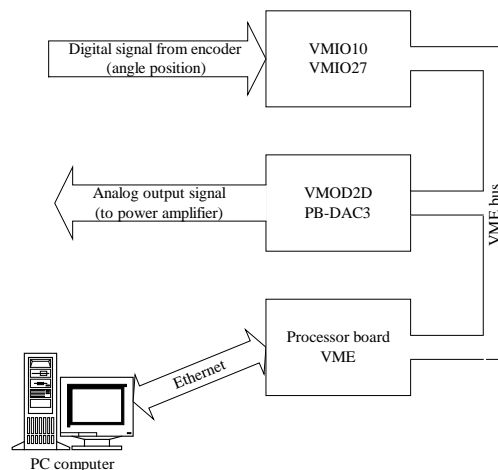 Digital signal from encoder
(angle position)
VMIO10
VMIO27
Analog output signal
(to power amplifier)
VMOD2D
PB-DAC3
VME bus
Processor board
VME
Ethernet
PC computer